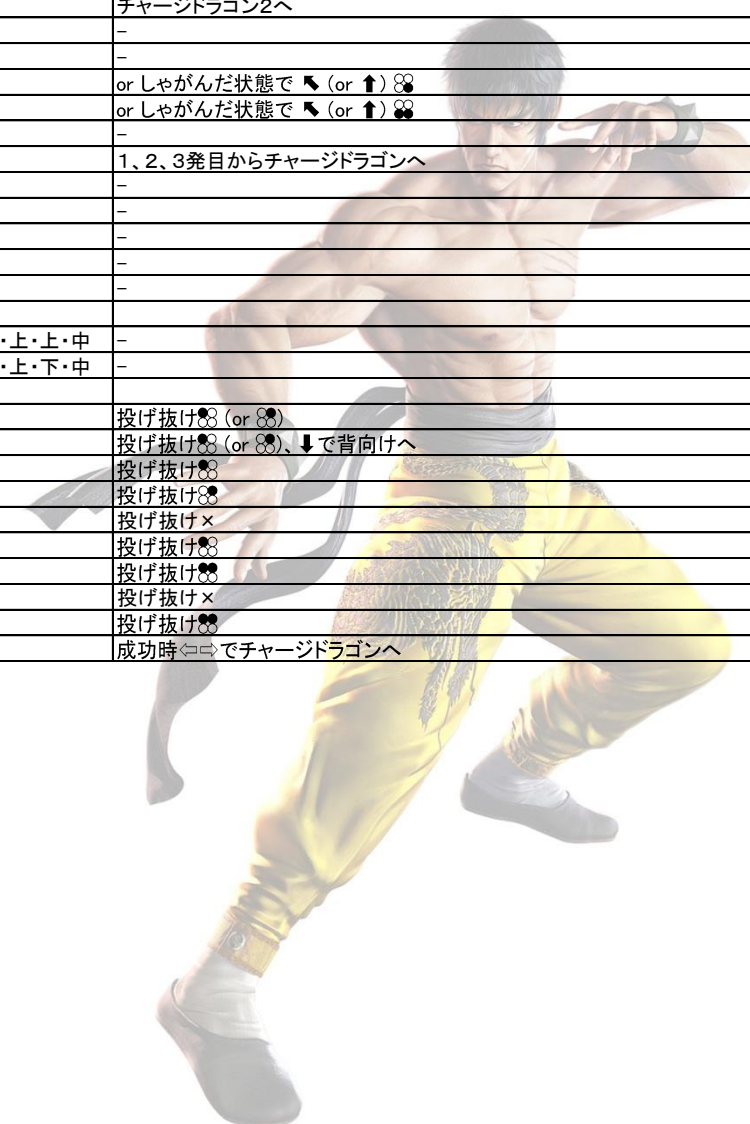 チャージドラゴン2へ
−
−
or しゃがんだ状態で ⬉ (or ⬆)
or しゃがんだ状態で ⬉ (or ⬆)
−
1、2、3発目からチャージドラゴンへ
−
−
−
−
−
・上・上・中 −
・上・下・中 −
投げ抜け (or )
投げ抜け (or )、⬇で背向けへ
投げ抜け
投げ抜け
投げ抜け×
投げ抜け
投げ抜け
投げ抜け×
投げ抜け
成功時⇦⇨でチャージドラゴンへ